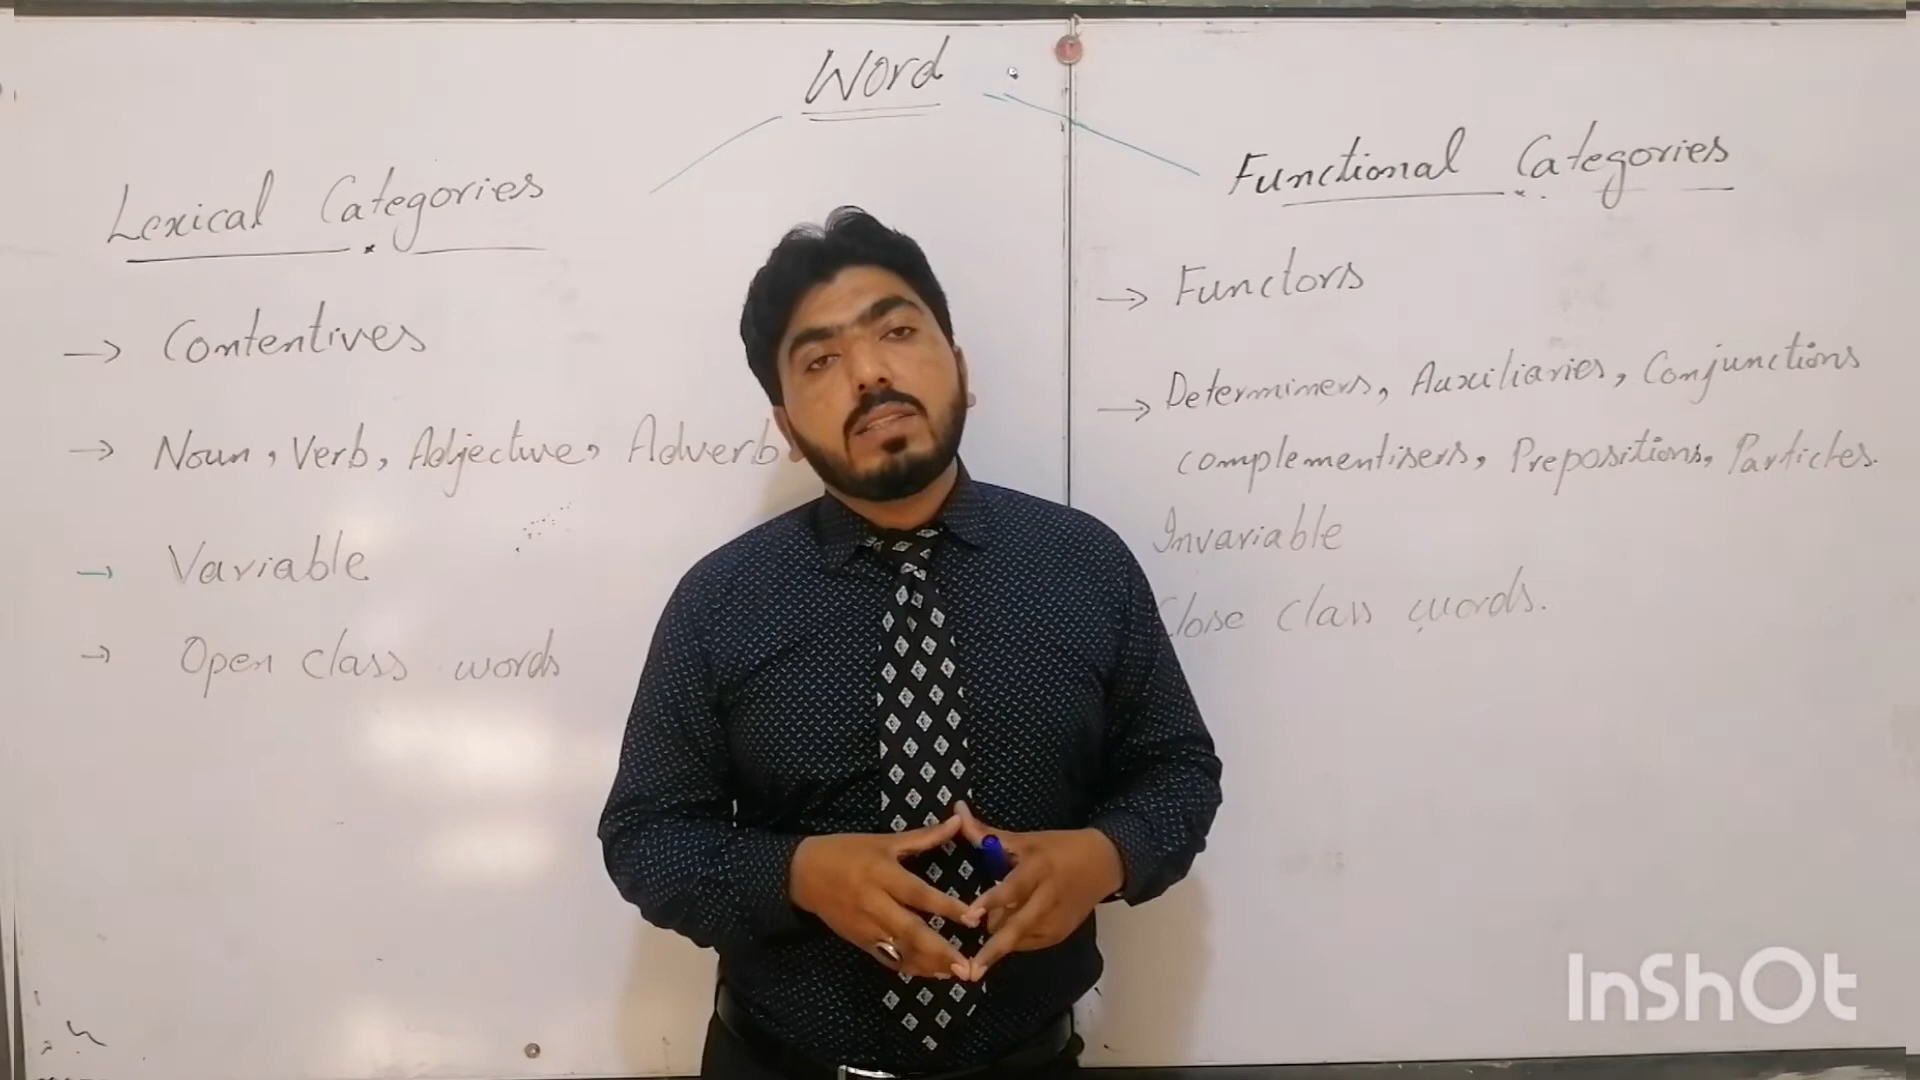 Word
Lexical Categories
→ Contentives
→ Noun, Verb, Adjective, Adverb
→ Variable
→ Open class words
Functional Categories
→ Functors
→ Determiners, Auxiliaries, Conjunctions
complementisers, Prepositions, Particles.
Invariable
Close class words.
InShOt